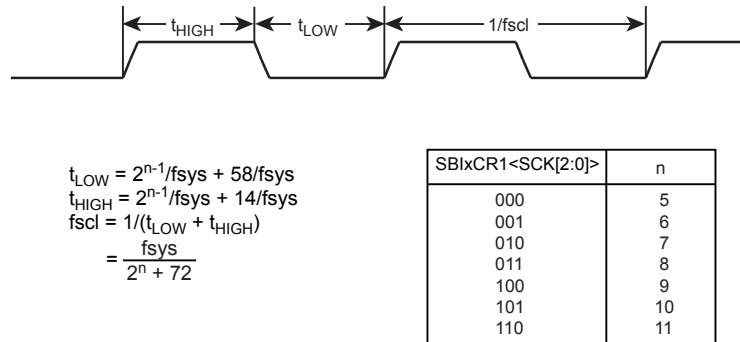 tHIGH tLOW 1/fscl
tLOW = 2n-1/fsys + 58/fsys
tHIGH = 2n-1/fsys + 14/fsys
fscl = 1/(tLOW + tHIGH)
= fsys
2n + 72
SBIxCR1<SCK[2:0]> n
000 5
001 6
010 7
011 8
100 9
101 10
110 11